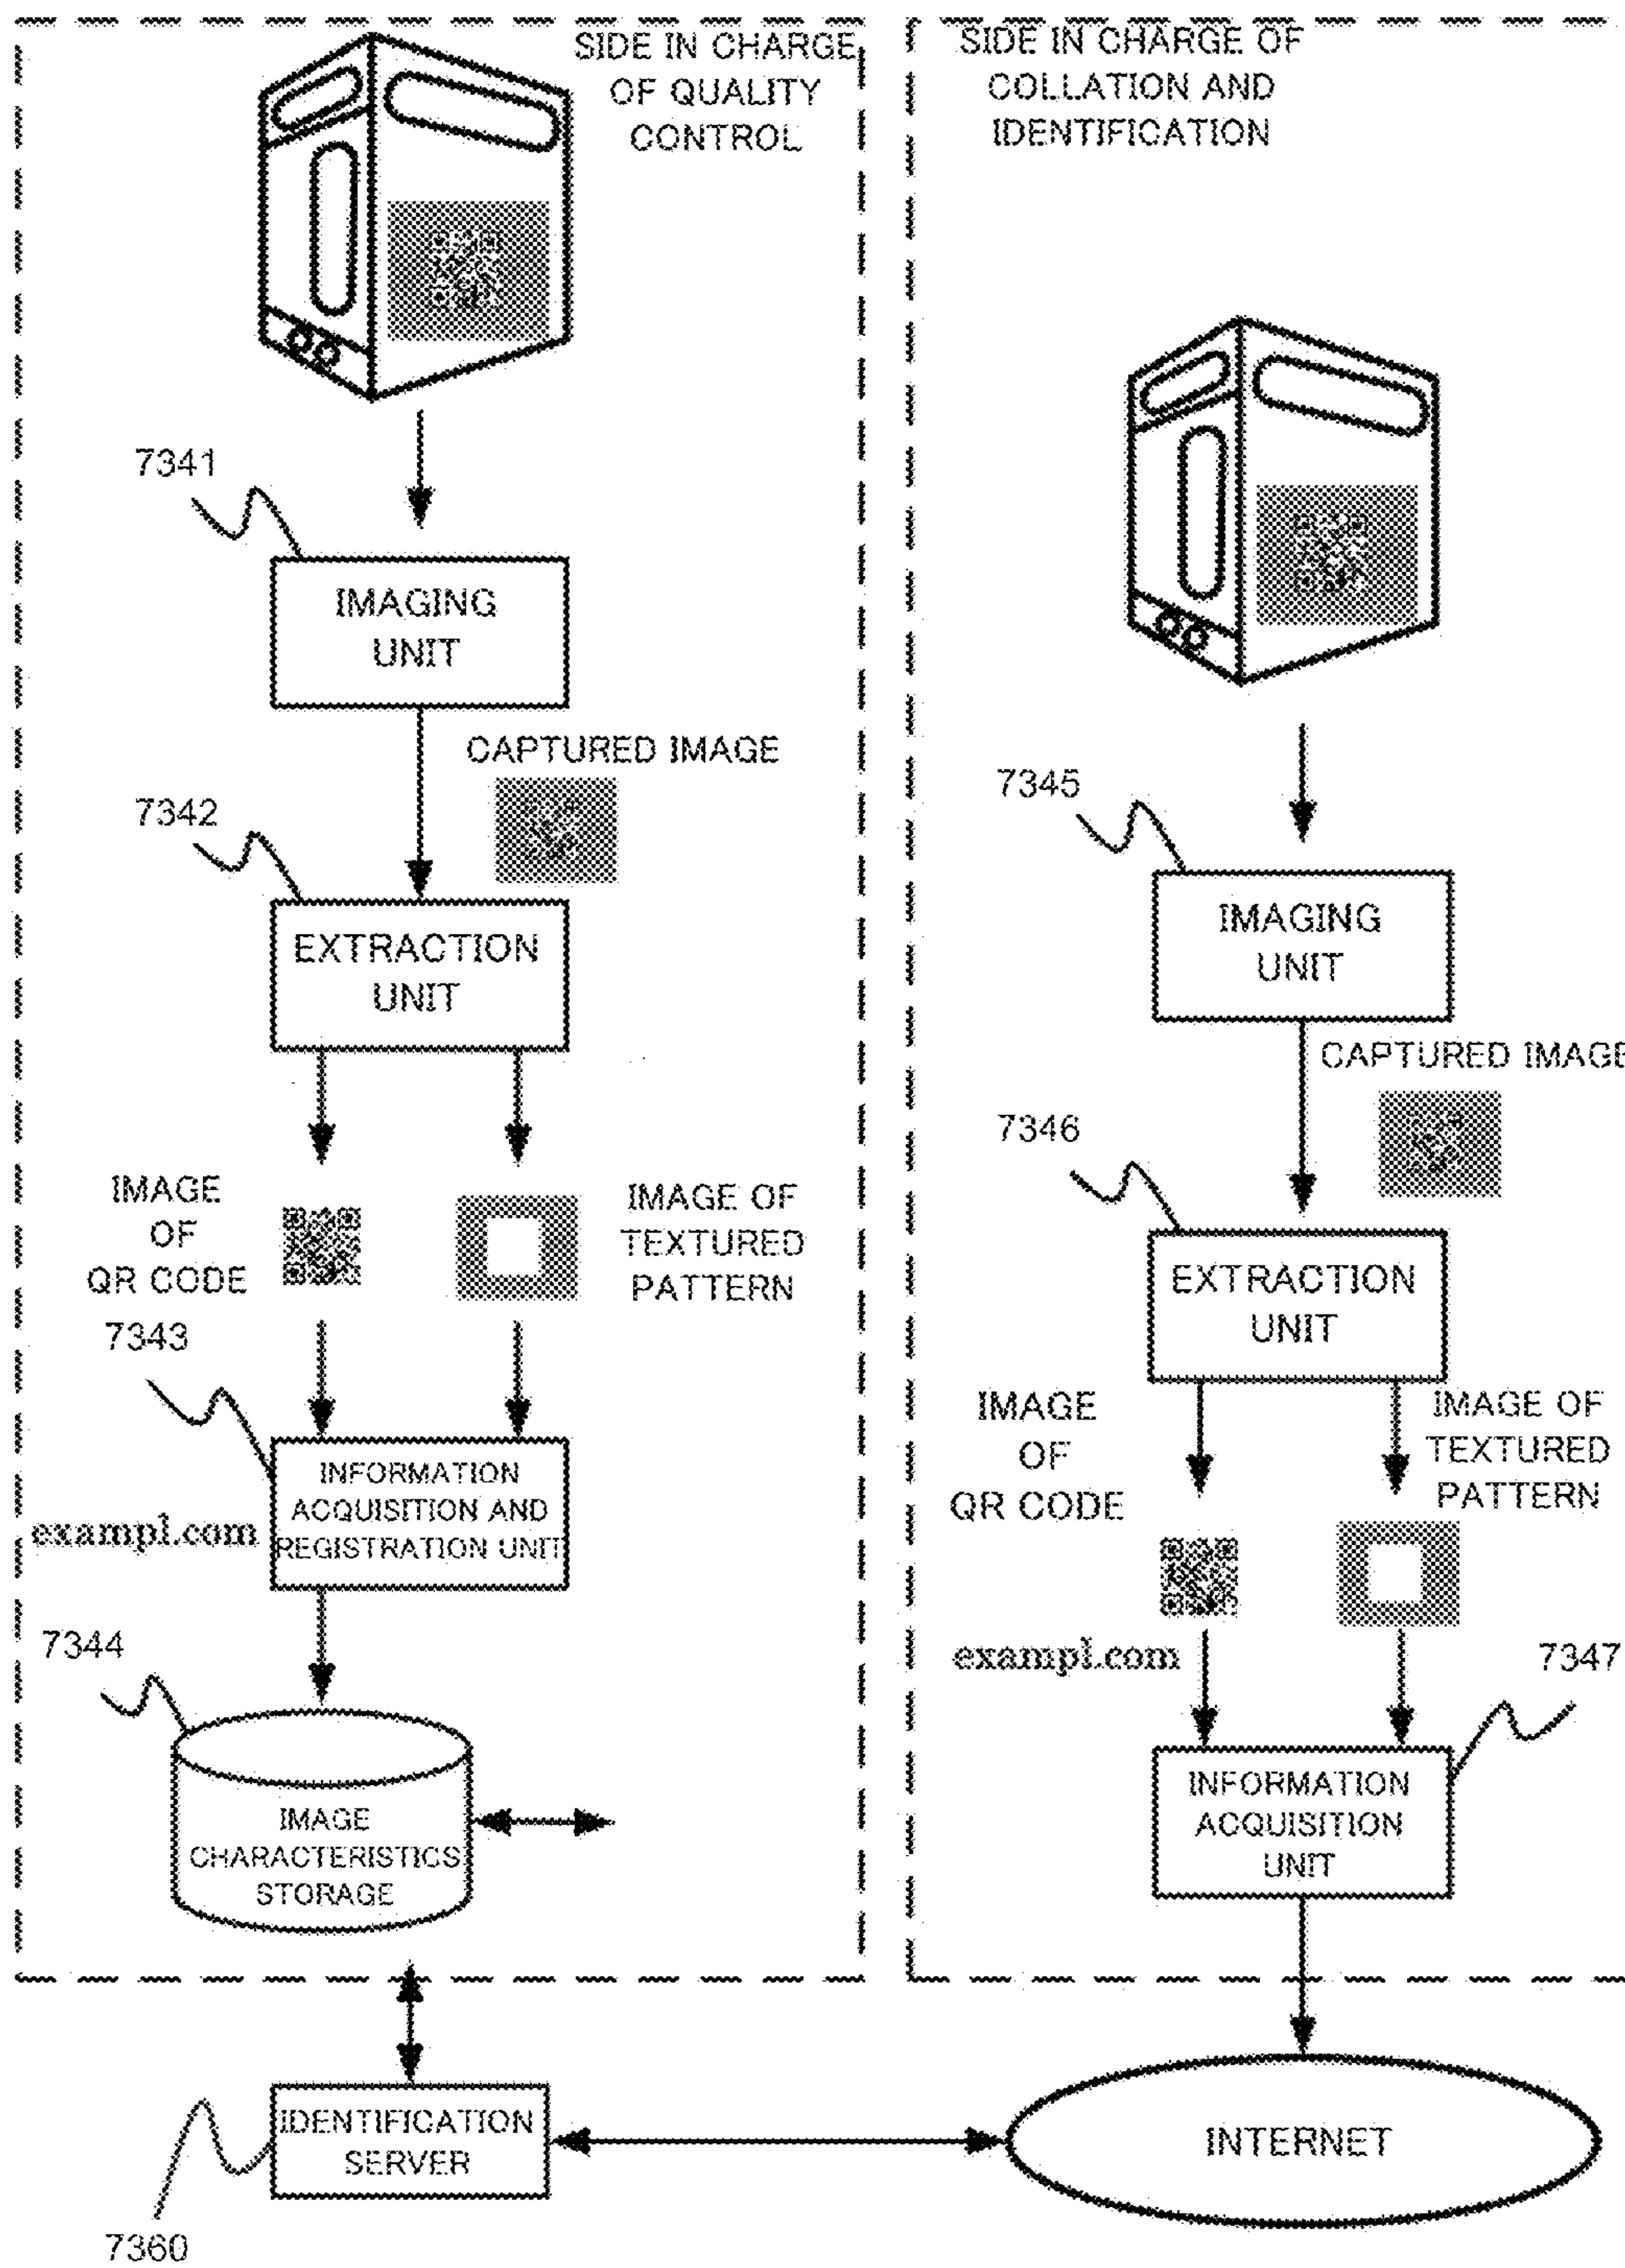 SIDE IN CHARGE
OF QUALITY
CONTROL
7341
IMAGING
UNIT
CAPTURED IMAGE
7342
EXTRACTION
UNIT
IMAGE
OF
QR CODE
IMAGE OF
TEXTURED
PATTERN
7343
INFORMATION
ACQUISITION AND
REGISTRATION UNIT
exampl.com
7344
IMAGE
CHARACTERISTICS
STORAGE
SIDE IN CHARGE OF
COLLATION AND
IDENTIFICATION
7345
IMAGING
UNIT
CAPTURED IMAGE
7346
EXTRACTION
UNIT
IMAGE
OF
QR CODE
IMAGE OF
TEXTURED
PATTERN
exampl.com
7347
INFORMATION
ACQUISITION
UNIT
IDENTIFICATION
SERVER
7360
INTERNET